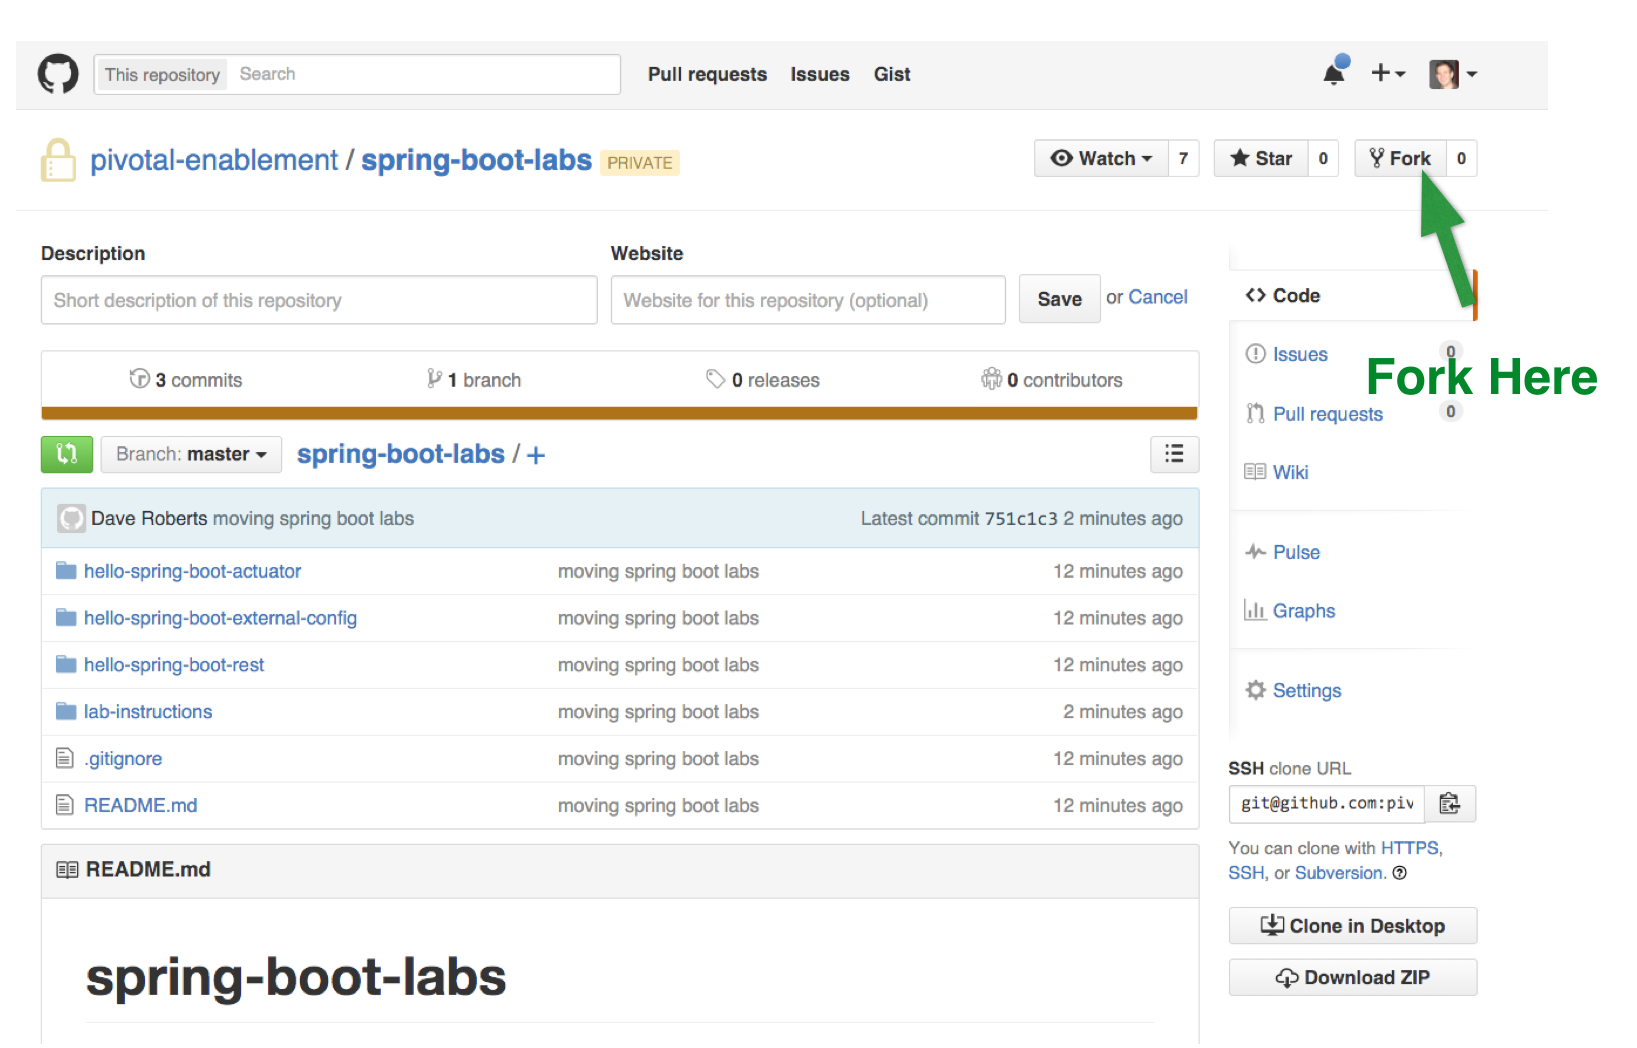 This repository Search Pull requests Issues Gist
pivotal-enablement / spring-boot-labs PRIVATE Watch 7 Star 0 Fork 0
Description Website
Short description of this repository Website for this repository (optional) Save or Cancel
3 commits 1 branch 0 releases 0 contributors
Branch: master spring-boot-labs / +
Dave Roberts moving spring boot labs Latest commit 751c1c3 2 minutes ago
hello-spring-boot-actuator moving spring boot labs 12 minutes ago
hello-spring-boot-external-config moving spring boot labs 12 minutes ago
hello-spring-boot-rest moving spring boot labs 12 minutes ago
lab-instructions moving spring boot labs 2 minutes ago
.gitignore moving spring boot labs 12 minutes ago
README.md moving spring boot labs 12 minutes ago
README.md
spring-boot-labs
Code
Issues 0
Fork Here
Pull requests 0
Wiki
Pulse
Graphs
Settings
SSH clone URL
git@github.com:piv
You can clone with HTTPS,
SSH, or Subversion.
Clone in Desktop
Download ZIP